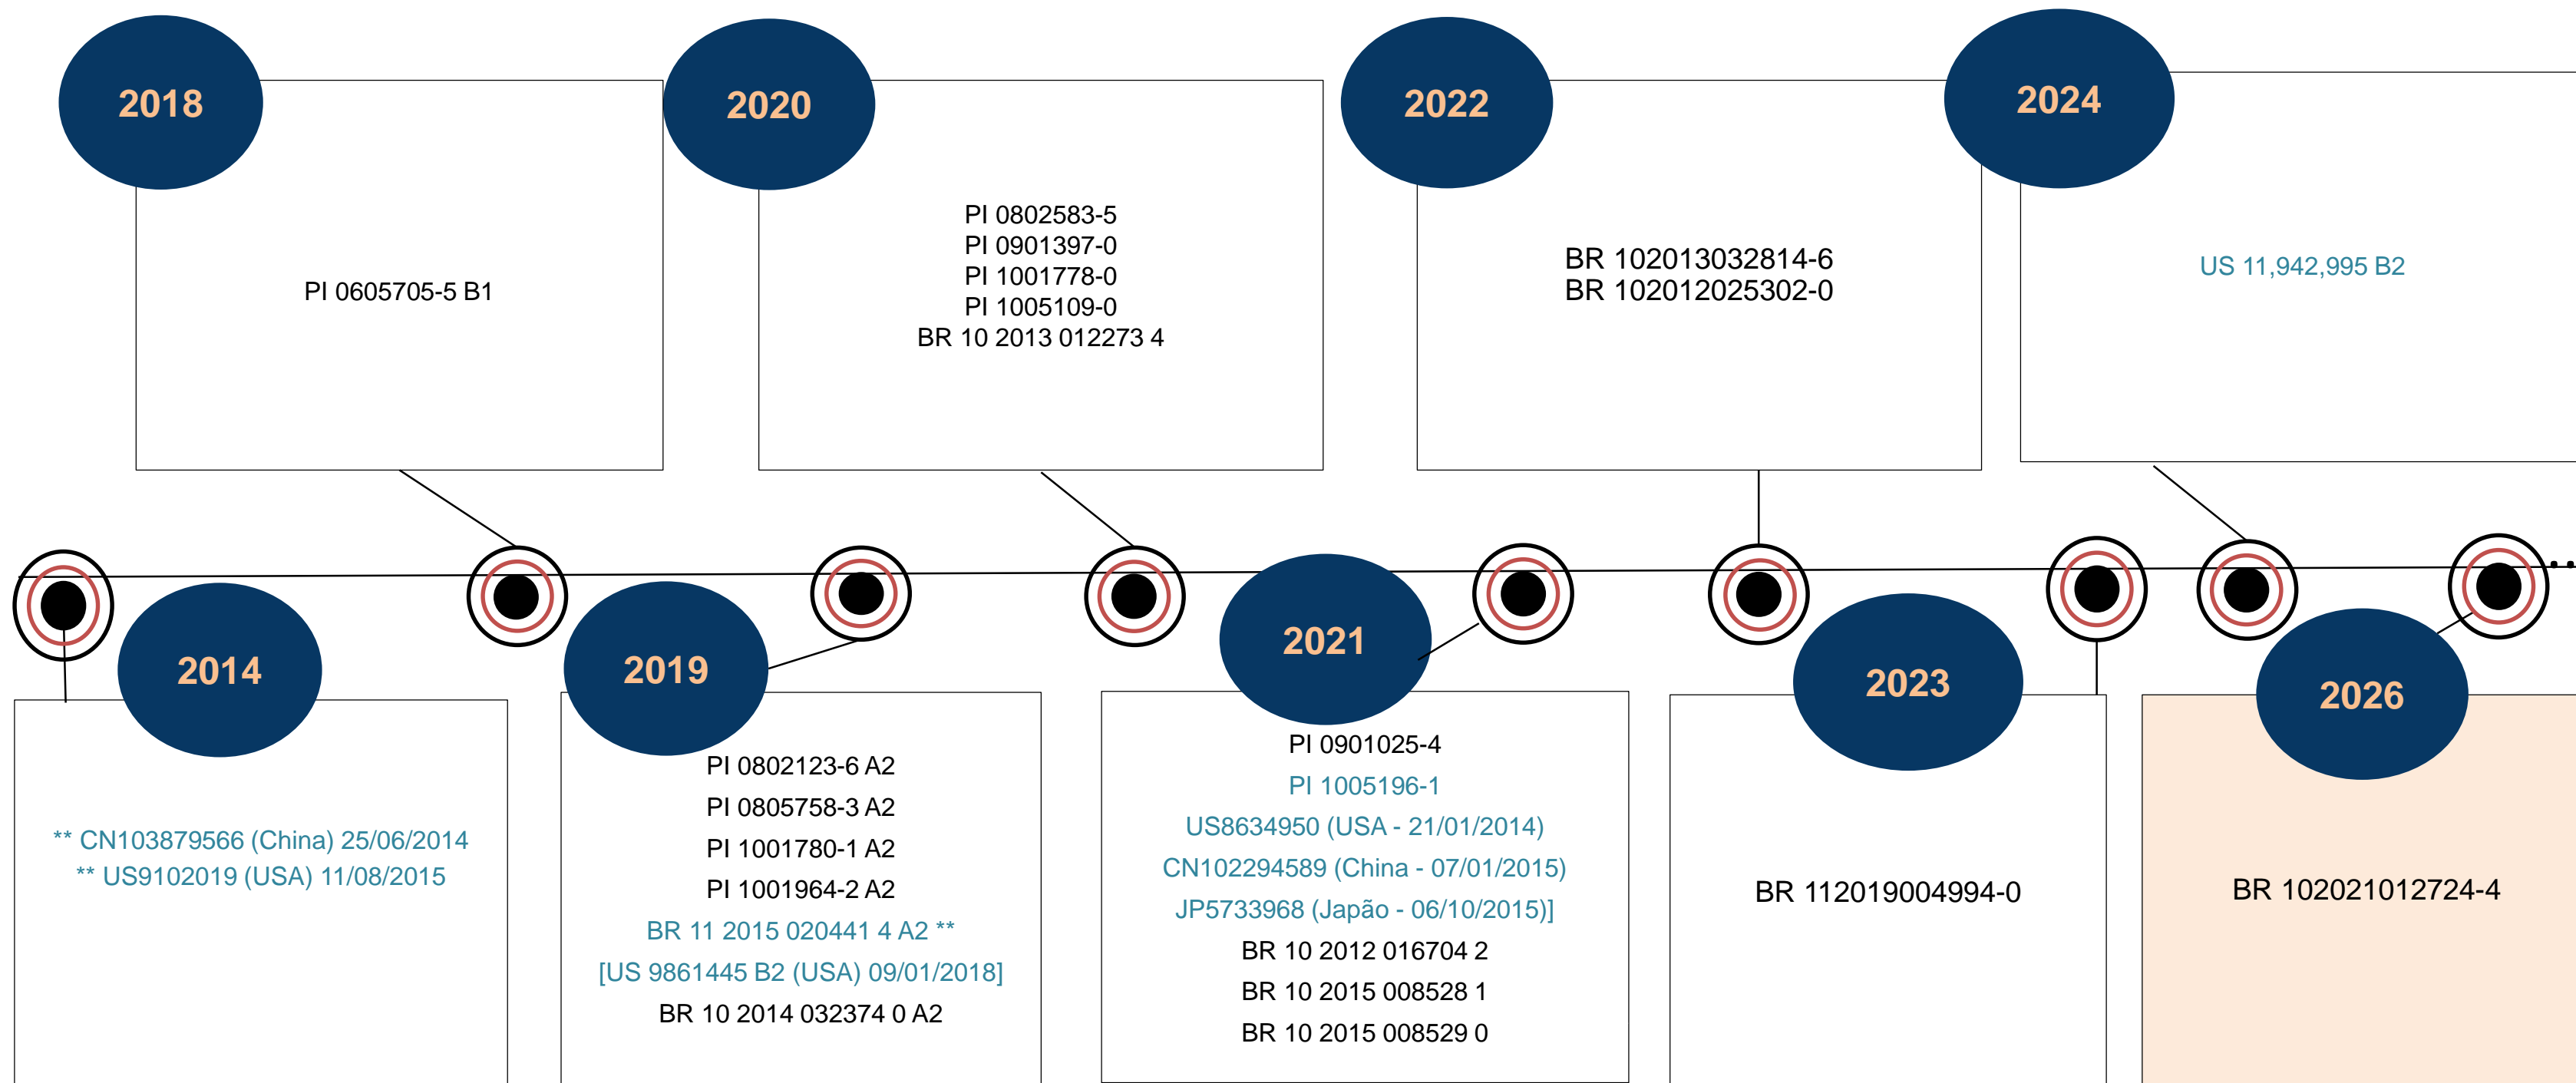 2018
PI 0605705-5 B1
2020
PI 0802583-5
PI 0901397-0
PI 1001778-0
PI 1005109-0
BR 10 2013 012273 4
2022
BR 102013032814-6
BR 102012025302-0
2024
US 11,942,995 B2
2014
** CN103879566 (China) 25/06/2014
** US9102019 (USA) 11/08/2015
2019
PI 0802123-6 A2
PI 0805758-3 A2
PI 1001780-1 A2
PI 1001964-2 A2
BR 11 2015 020441 4 A2 **
[US 9861445 B2 (USA) 09/01/2018]
BR 10 2014 032374 0 A2
2021
PI 0901025-4
PI 1005196-1
US8634950 (USA - 21/01/2014)
CN102294589 (China - 07/01/2015)
JP5733968 (Japão - 06/10/2015)]
BR 10 2012 016704 2
BR 10 2015 008528 1
BR 10 2015 008529 0
2023
BR 112019004994-0
2026
BR 102021012724-4